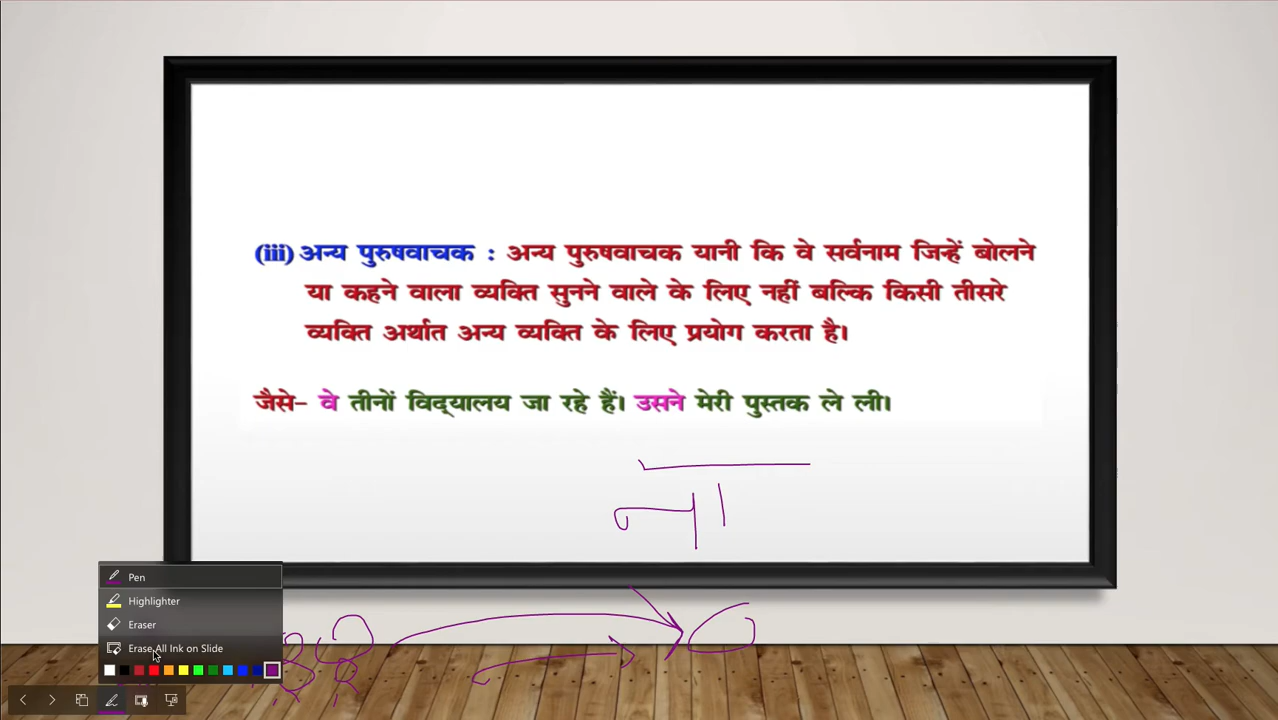 (iii) अन्य पुरुषवाचक : अन्य पुरुषवाचक यानी कि वे सर्वनाम जिन्हें बोलने
या कहने वाला व्यक्ति सुनने वाले के लिए नहीं बल्कि किसी तीसरे
व्यक्ति अर्थात अन्य व्यक्ति के लिए प्रयोग करता है।
जैसे– वे तीनों विद्यालय जा रहे हैं। उसने मेरी पुस्तक ले ली।
Pen
Highlighter
Eraser
Erase All Ink on Slide